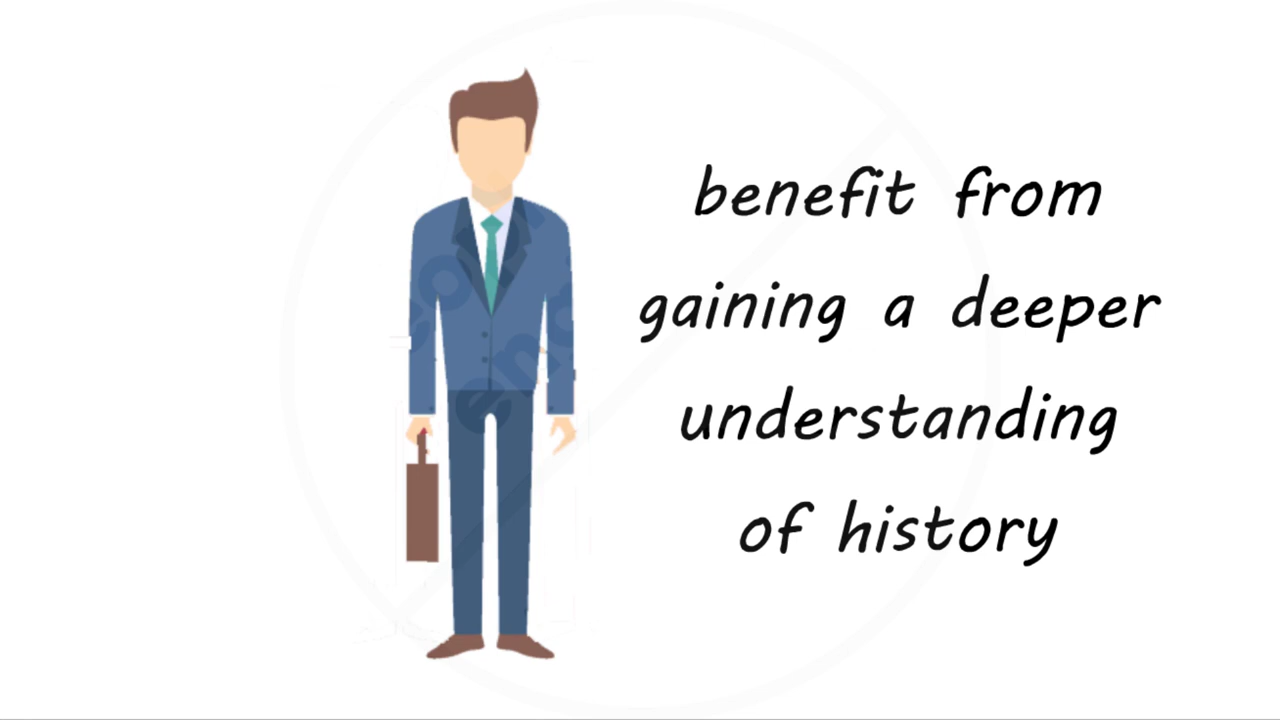 benefit from
gaining a deeper
understanding
of history